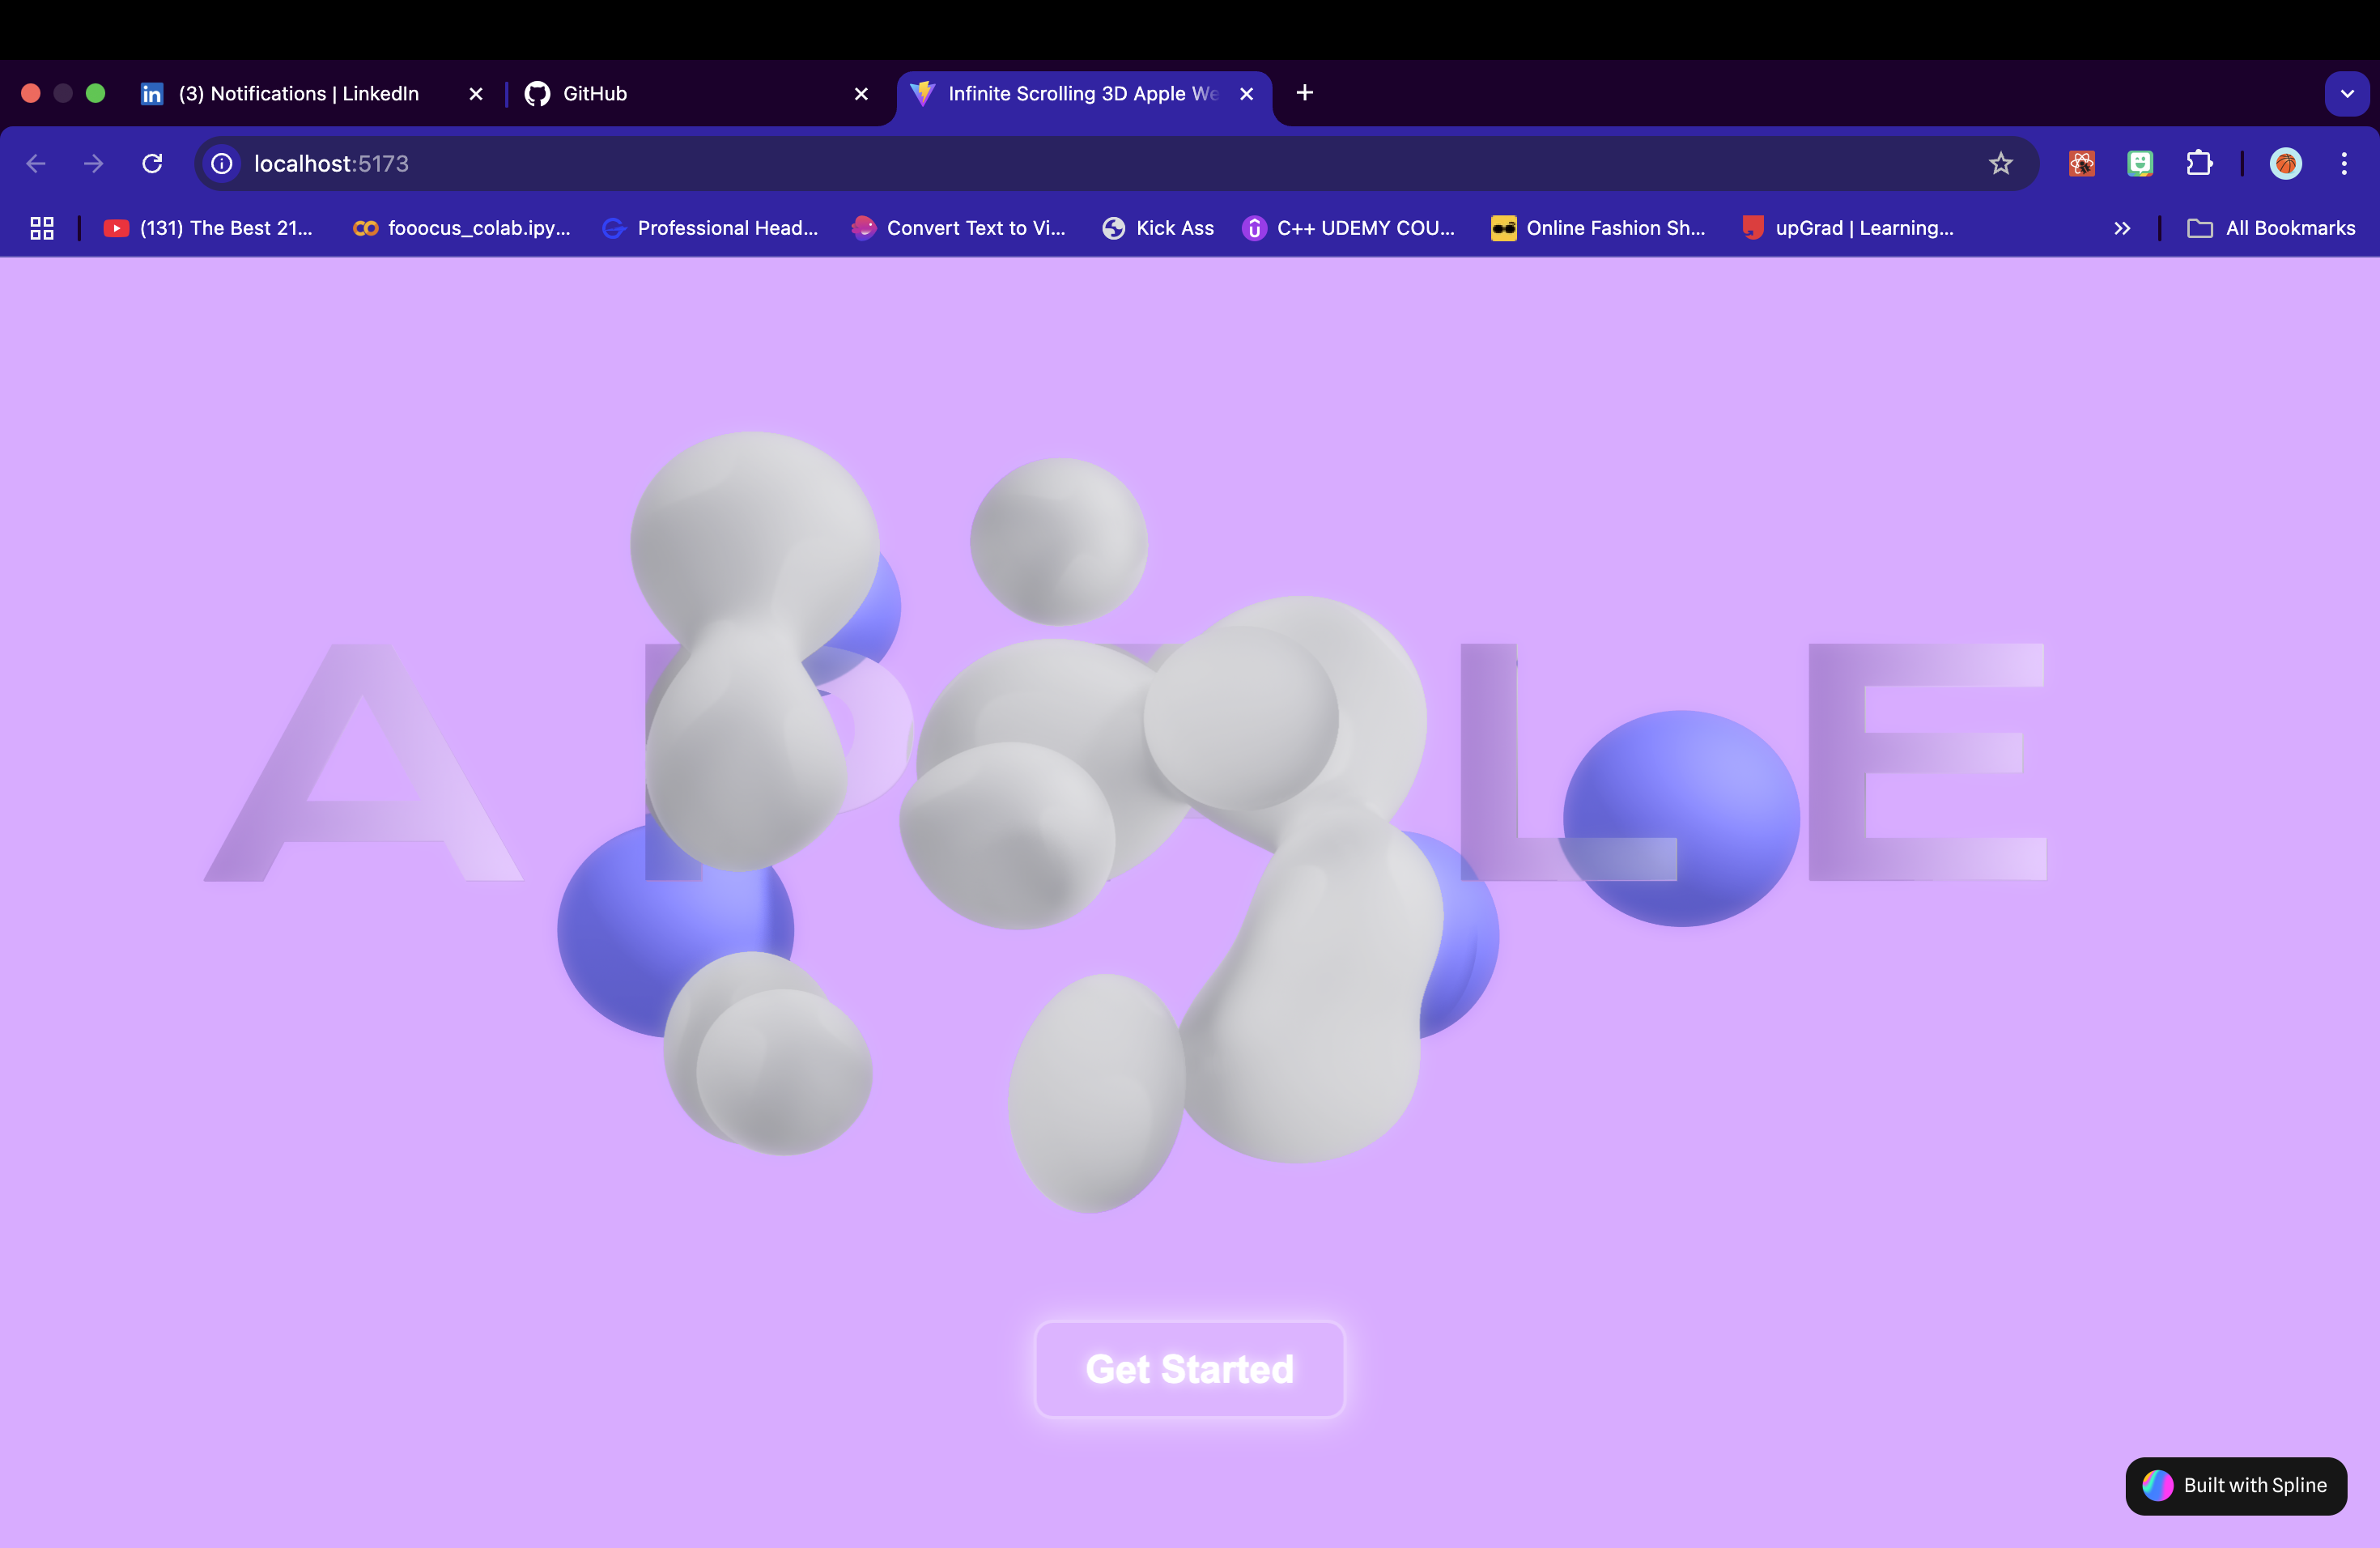 (3) Notifications | LinkedIn
GitHub
Infinite Scrolling 3D Apple We
localhost:5173
(131) The Best 21...
fooocus_colab.ipy...
Professional Head...
Convert Text to Vi...
Kick Ass
C++ UDEMY COU...
Online Fashion Sh...
upGrad | Learning...
All Bookmarks
APPLE
Get Started
Built with Spline